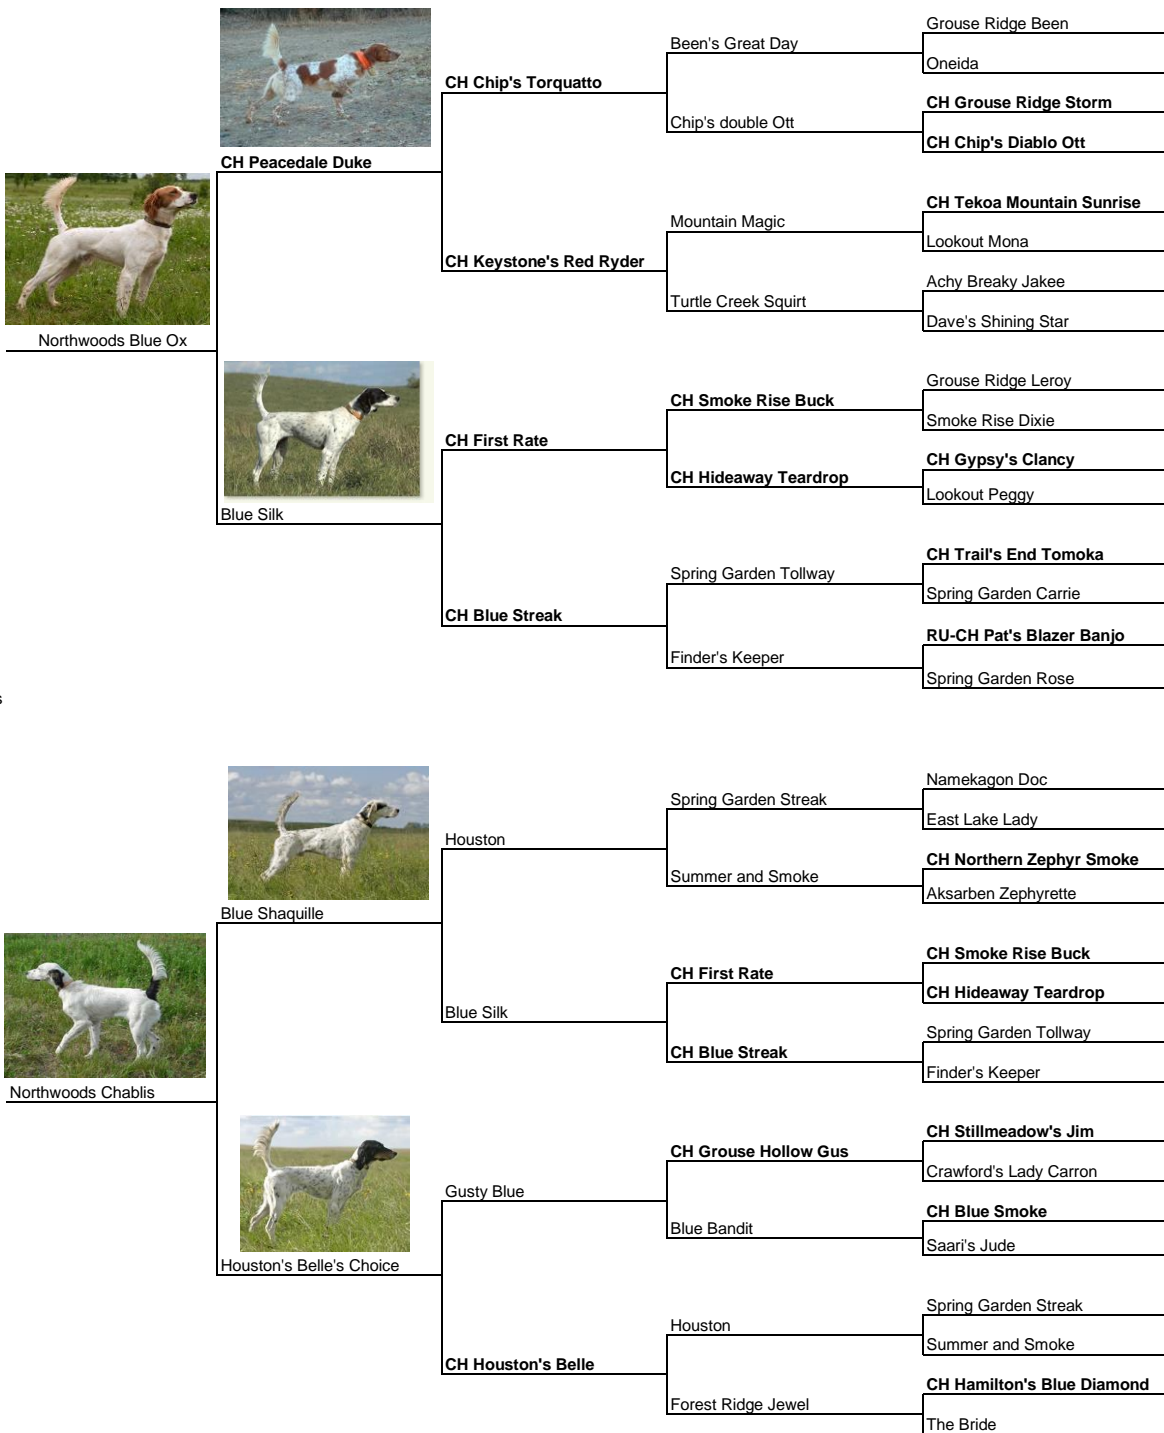 Grouse Ridge Been
Been's Great Day
Oneida
CH Chip's Torquatto
CH Grouse Ridge Storm
Chip's double Ott
CH Chip's Diablo Ott
CH Peacedale Duke
CH Tekoa Mountain Sunrise
Mountain Magic
Lookout Mona
CH Keystone's Red Ryder
Achy Breaky Jakee
Turtle Creek Squirt
Dave's Shining Star
Northwoods Blue Ox
Grouse Ridge Leroy
CH Smoke Rise Buck
Smoke Rise Dixie
CH First Rate
CH Gypsy's Clancy
CH Hideaway Teardrop
Lookout Peggy
Blue Silk
CH Trail's End Tomoka
Spring Garden Tollway
Spring Garden Carrie
CH Blue Streak
RU-CH Pat's Blazer Banjo
Finder's Keeper
Spring Garden Rose
s
Namekagon Doc
Spring Garden Streak
East Lake Lady
Houston
CH Northern Zephyr Smoke
Summer and Smoke
Aksarben Zephyrette
Blue Shaquille
CH Smoke Rise Buck
CH First Rate
CH Hideaway Teardrop
Blue Silk
Spring Garden Tollway
CH Blue Streak
Finder's Keeper
Northwoods Chablis
CH Stillmeadow's Jim
CH Grouse Hollow Gus
Crawford's Lady Carron
Gusty Blue
CH Blue Smoke
Blue Bandit
Saari's Jude
Houston's Belle's Choice
Spring Garden Streak
Houston
Summer and Smoke
CH Houston's Belle
CH Hamilton's Blue Diamond
Forest Ridge Jewel
The Bride